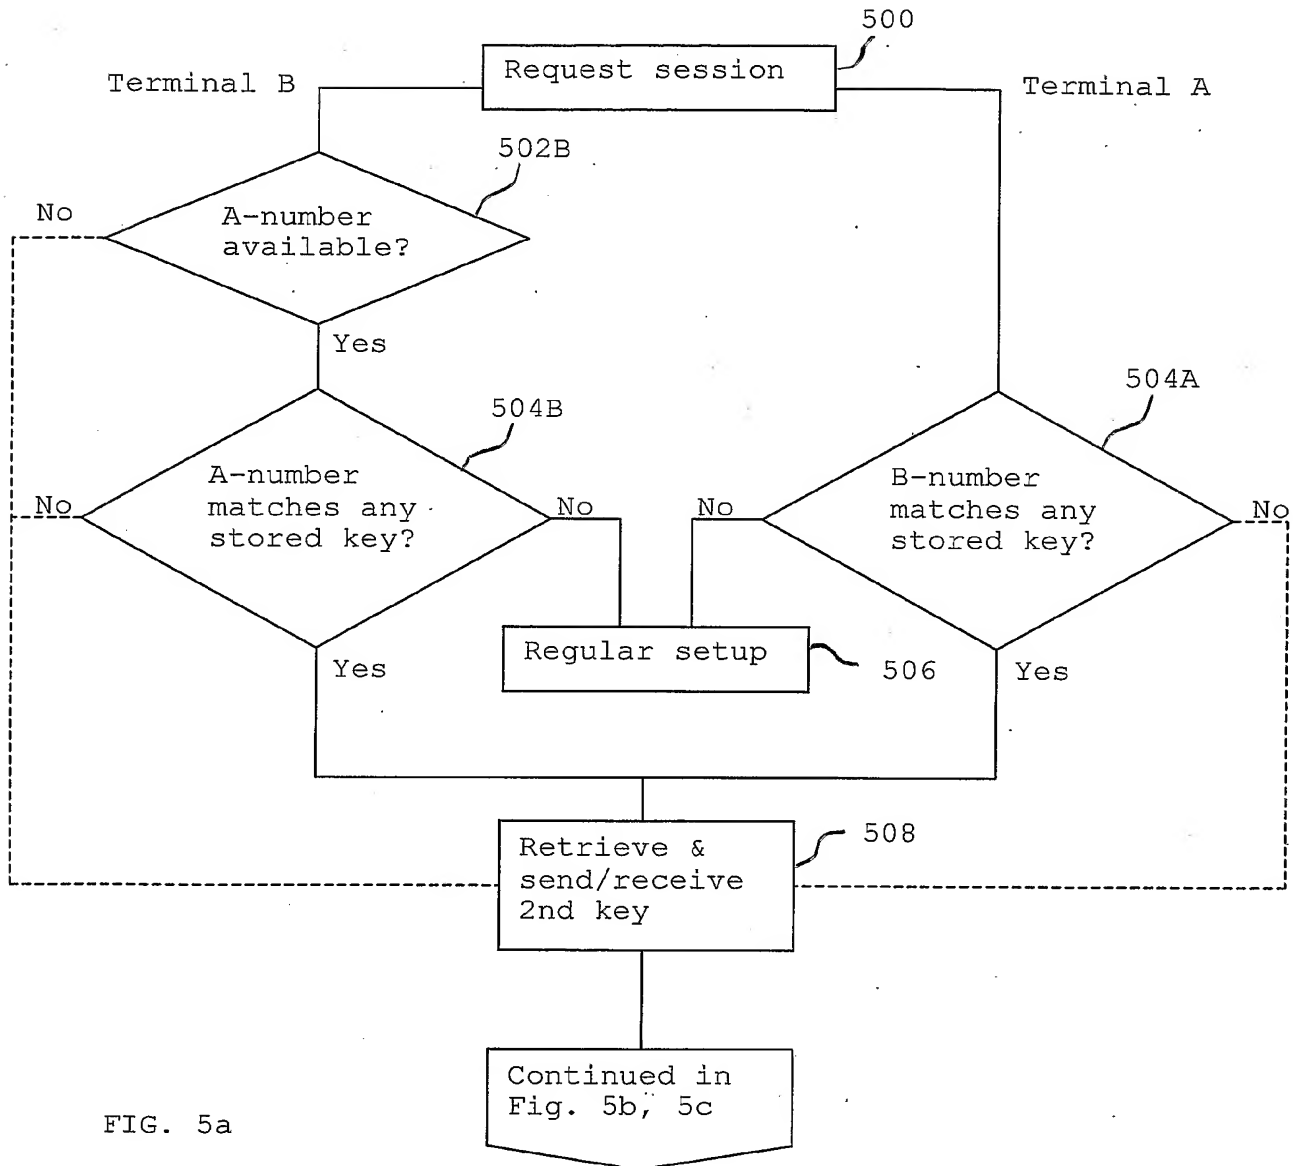 500
Request session
Terminal B
Terminal A
502B
No
A-number
available?
Yes
504A
504B
A-number
matches any
stored key?
B-number
matches any
stored key?
No
No
No
No
Regular setup
506
Yes
Yes
508
Retrieve &
send/receive
2nd key
Continued in
Fig. 5b, 5c
FIG. 5a